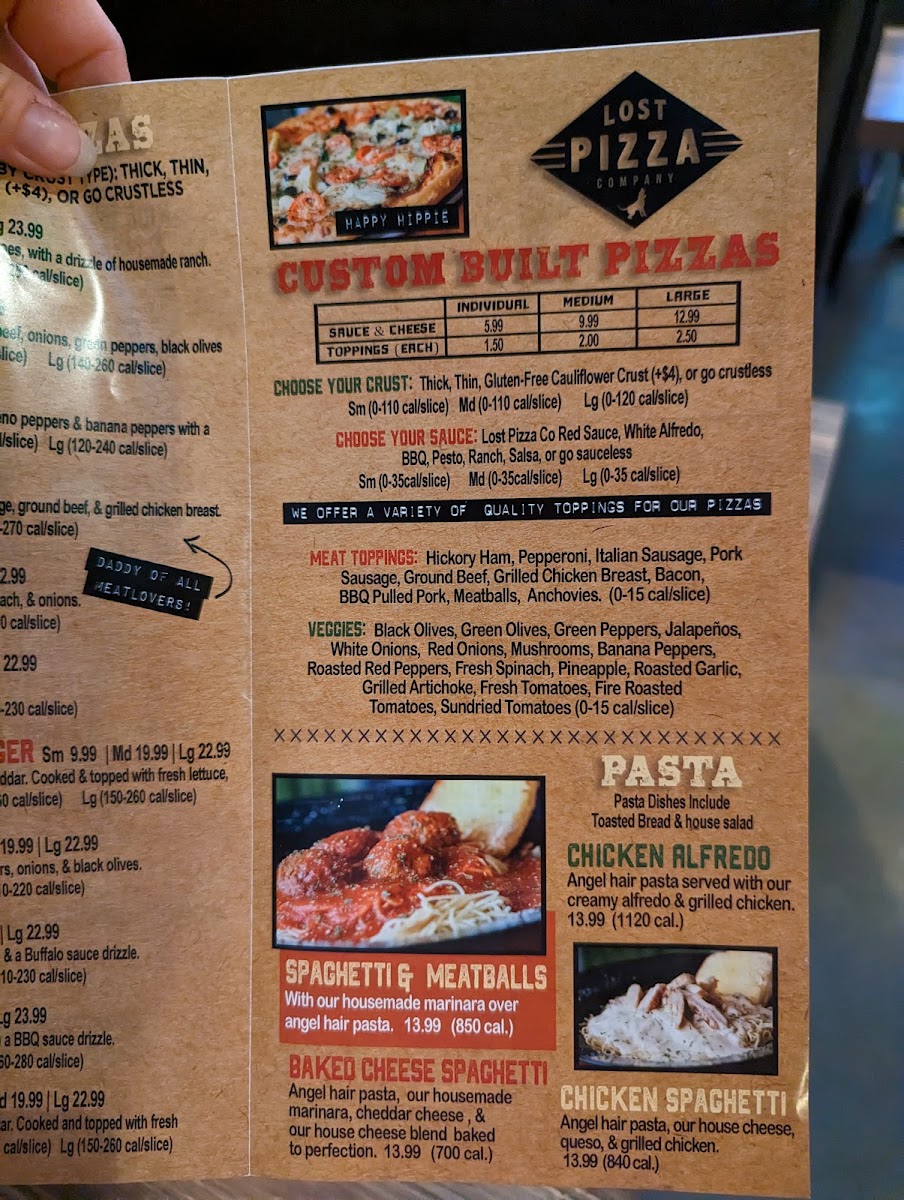 ZAS
BY CRUST TYPE): THICK, THIN,
(+$4), OR GO CRUSTLESS
23.99
with a drizzle of housemade ranch.
cal/slice)
beef, onions, green peppers, black olives
Lg (140-260 cal/slice)
peppers & banana peppers with a
Lg (120-240 cal/slice)
ground beef, & grilled chicken breast.
-270 cal/slice)
DADDY OF ALL
MEATLOVERS!
2.99
& onions.
0 cal/slice)
22.99
-230 cal/slice)
GER Sm 9.99 | Md 19.99 | Lg 22.99
ddar. Cooked & topped with fresh lettuce,
0 cal/slice) Lg (150-260 cal/slice)
19.99 | Lg 22.99
rs, onions, & black olives.
0-220 cal/slice)
| Lg 22.99
& a Buffalo sauce drizzle.
10-230 cal/slice)
Lg 23.99
a BBQ sauce drizzle.
60-280 cal/slice)
d 19.99 | Lg 22.99
ar. Cooked and topped with fresh
cal/slice) Lg (150-260 cal/slice)
HAPPY HIPPIE
LOST
PIZZA
COMPANY
CUSTOM BUILT PIZZAS
INDIVIDUAL MEDIUM LARGE
SAUCE & CHEESE 5.99 9.99 12.99
TOPPINGS (EACH) 1.50 2.00 2.50
CHOOSE YOUR CRUST: Thick, Thin, Gluten-Free Cauliflower Crust (+$4), or go crustless
Sm (0-110 cal/slice) Md (0-110 cal/slice) Lg (0-120 cal/slice)
CHOOSE YOUR SAUCE: Lost Pizza Co Red Sauce, White Alfredo,
BBQ, Pesto, Ranch, Salsa, or go sauceless
Sm (0-35cal/slice) Md (0-35cal/slice) Lg (0-35 cal/slice)
WE OFFER A VARIETY OF QUALITY TOPPINGS FOR OUR PIZZAS
MEAT TOPPINGS: Hickory Ham, Pepperoni, Italian Sausage, Pork
Sausage, Ground Beef, Grilled Chicken Breast, Bacon,
BBQ Pulled Pork, Meatballs, Anchovies. (0-15 cal/slice)
VEGGIES: Black Olives, Green Olives, Green Peppers, Jalapeños,
White Onions, Red Onions, Mushrooms, Banana Peppers,
Roasted Red Peppers, Fresh Spinach, Pineapple, Roasted Garlic,
Grilled Artichoke, Fresh Tomatoes, Fire Roasted
Tomatoes, Sundried Tomatoes (0-15 cal/slice)
PASTA
Pasta Dishes Include
Toasted Bread & house salad
CHICKEN ALFREDO
Angel hair pasta served with our
creamy alfredo & grilled chicken.
13.99 (1120 cal.)
SPAGHETTI & MEATBALLS
With our housemade marinara over
angel hair pasta. 13.99 (850 cal.)
BAKED CHEESE SPAGHETTI
Angel hair pasta, our housemade
marinara, cheddar cheese , &
our house cheese blend baked
to perfection. 13.99 (700 cal.)
CHICKEN SPAGHETTI
Angel hair pasta, our house cheese,
queso, & grilled chicken.
13.99 (840 cal.)